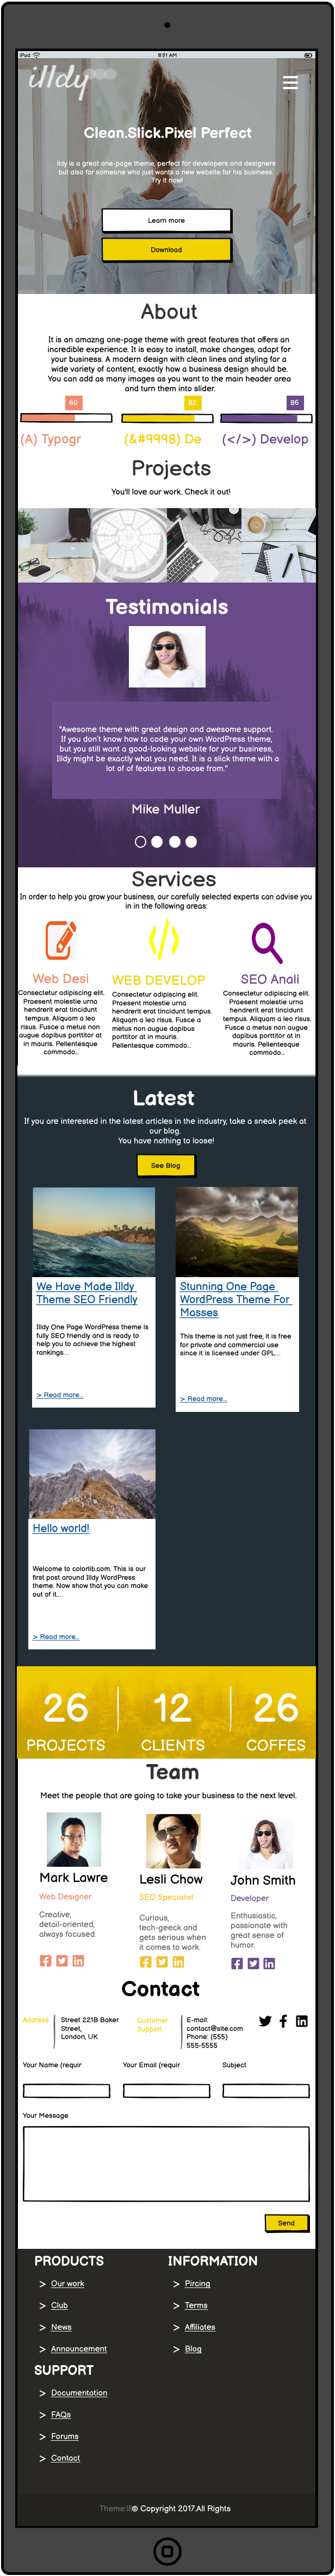 iPad
8:51 AM
illdy
Clean.Slick.Pixel Perfect
Ildy is a great one-page theme, perfect for developers and designers
but also for someone who just wants a new website for his business.
Try it now!
Learn more
Download
About
It is an amazng one-page theme with great features that offers an
incredible experience. It is easy to install, make changes, adapt for
your business. A modern design with clean lines and styling for a
wide variety of content, exactly how a business design should be.
You can add as many images as you want to the main header area
and turn them into slider.
60 82 86
(A) Typogr (&#9998) De (</>) Develop
Projects
You'll love our work. Check it out!
Testimonials
"Awesome theme with great design and awesome support.
If you don't know how to code your own WordPress theme,
but you still want a good-looking website for your business,
Illdy might be exactly what you need. It is a slick theme with a
lot of of features to choose from."
Mike Muller
Services
In order to help you grow your business, our carefully selected experts can advise you
in in the following areas:
Web Desi
Consectetur adipiscing elit.
Praesent molestie urna
hendrerit erat tincidunt
tempus. Aliquam a leo
risus. Fusce a metus non
augue dapibus porttitor at
in mauris. Pellentesque
commodo...
WEB DEVELOP
Consectetur adipiscing elit.
Praesent molestie urna
hendrerit erat tincidunt tempus.
Aliquam a leo risus. Fusce a
metus non augue dapibus
porttitor at in mauris.
Pellentesque commodo...
SEO Anali
Consectetur adipiscing elit.
Praesent molestie urna
hendrerit erat tincidunt
tempus. Aliquam a leo risus.
Fusce a metus non augue
dapibus porttitor at in
mauris. Pellentesque
commodo...
Latest
If you are interested in the latest articles in the industry, take a sneak peek at
our blog.
You have nothing to loose!
See Blog
We Have Made Illdy
Theme SEO Friendly
Illdy One Page WordPress theme is
fully SEO friendly and is ready to
help you to achieve the highest
rankings...
> Read more...
Stunning One Page
WordPress Theme For
Masses
This theme is not just free, it is free
for private and commercial use
since it is licensed under GPL...
> Read more...
Hello world!
Welcome to colorlib.com. This is our
first post around Illdy WordPress
theme. Now show that you can make
out of it...
> Read more...
26 12 26
PROJECTS CLIENTS COFFES
Team
Meet the people that are going to take your business to the next level.
Mark Lawre
Web Designer
Creative,
detail-oriented,
always focused.
Lesli Chow
SEO Specialist
Curious,
tech-geeck and
gets serious when
it comes to work.
John Smith
Developer
Enthusiastic,
passionate with
great sense of
humor.
Contact
Address
Street 221B Baker
Street,
London, UK
Customer
Support
E-mail:
contact@site.com
Phone: (555)
555-5555
Your Name (requir Your Email (requir Subject
Your Message
Send
PRODUCTS
> Our work
> Club
> News
> Announcement
INFORMATION
> Pircing
> Terms
> Affiliates
> Blog
SUPPORT
> Documentation
> FAQs
> Forums
> Contact
Theme:Ill© Copyright 2017.All Rights